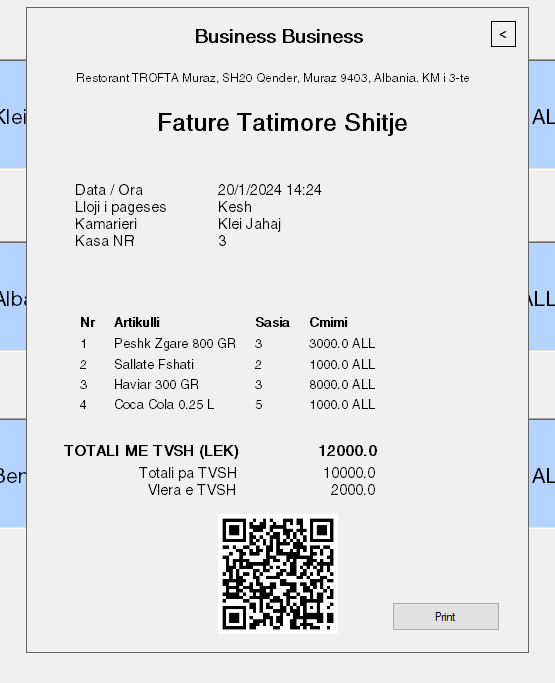 Business Business
<
Restorant TROFTA Muraz, SH20 Qender, Muraz 9403, Albania. KM i 3-te
Fature Tatimore Shitje
Klei
AL
Data / Ora 20/1/2024 14:24
Lloji i pageses Kesh
Kamarieri Klei Jahaj
Kasa NR 3
Alba
ALL
Nr Artikulli Sasia Cmimi
1 Peshk Zgare 800 GR 3 3000.0 ALL
2 Sallate Fshati 2 1000.0 ALL
3 Haviar 300 GR 3 8000.0 ALL
4 Coca Cola 0.25 L 5 1000.0 ALL
TOTALI ME TVSH (LEK) 12000.0
Totali pa TVSH 10000.0
Ben
AL
Vlera e TVSH 2000.0
Print